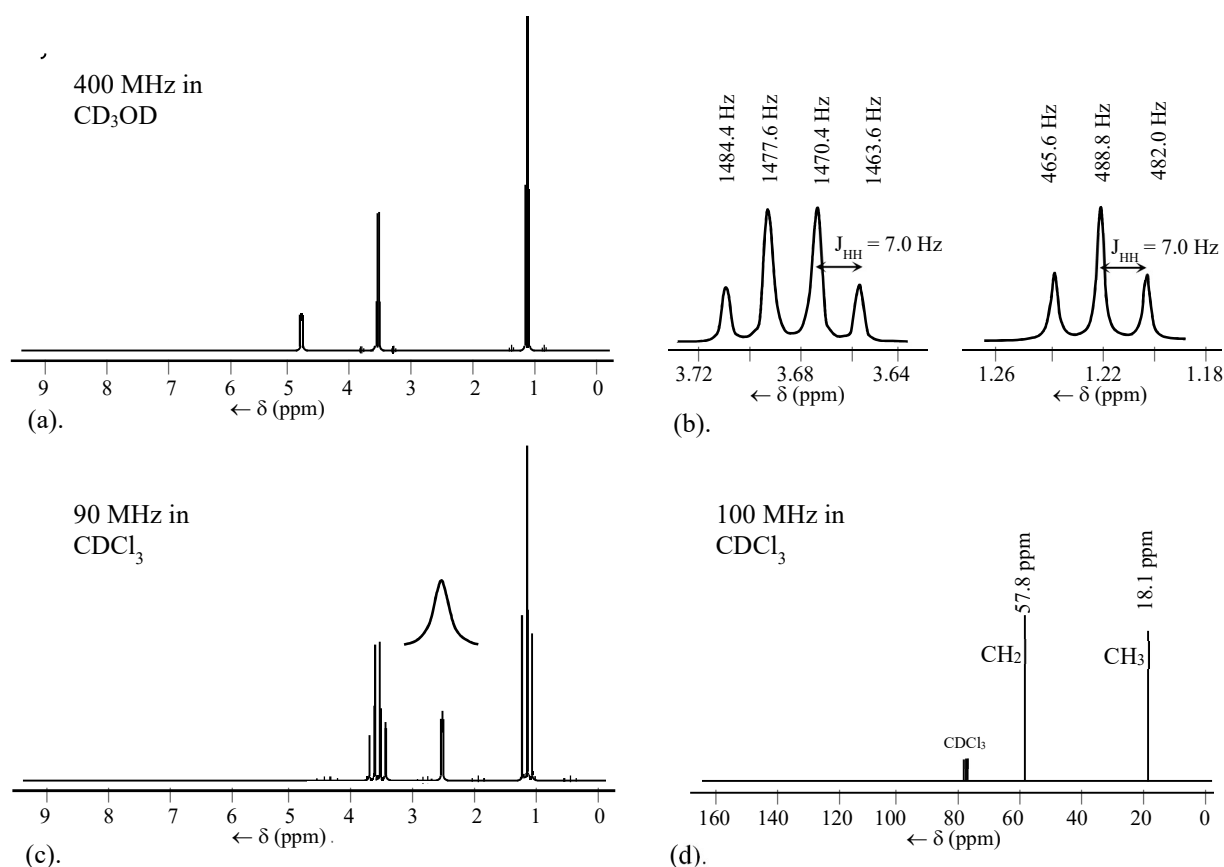 400 MHz in
CD₃OD
9 8 7 6 5 4 3 2 1 0
← δ (ppm)
(a).
1484.4 Hz
1477.6 Hz
1470.4 Hz
1463.6 Hz
J_HH = 7.0 Hz
3.72 3.68 3.64
← δ (ppm)
465.6 Hz
488.8 Hz
482.0 Hz
J_HH = 7.0 Hz
1.26 1.22 1.18
← δ (ppm)
(b).
90 MHz in
CDCl₃
9 8 7 6 5 4 3 2 1 0
← δ (ppm) .
(c).
100 MHz in
CDCl₃
57.8 ppm
18.1 ppm
CH₂
CH₃
CDCl₃
160 140 120 100 80 60 40 20 0
← δ (ppm)
(d).